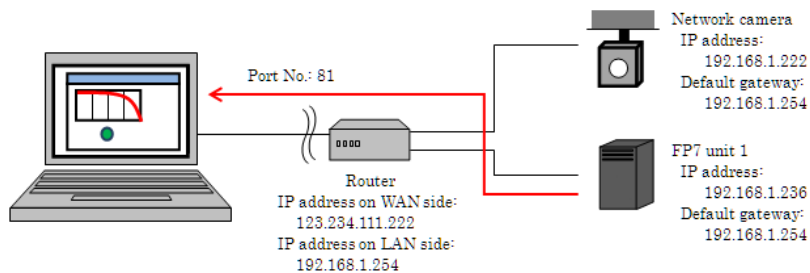 Port No.: 81
Router
IP address on WAN side:
123.234.111.222
IP address on LAN side:
192.168.1.254
Network camera
IP address:
192.168.1.222
Default gateway:
192.168.1.254
FP7 unit 1
IP address:
192.168.1.236
Default gateway:
192.168.1.254